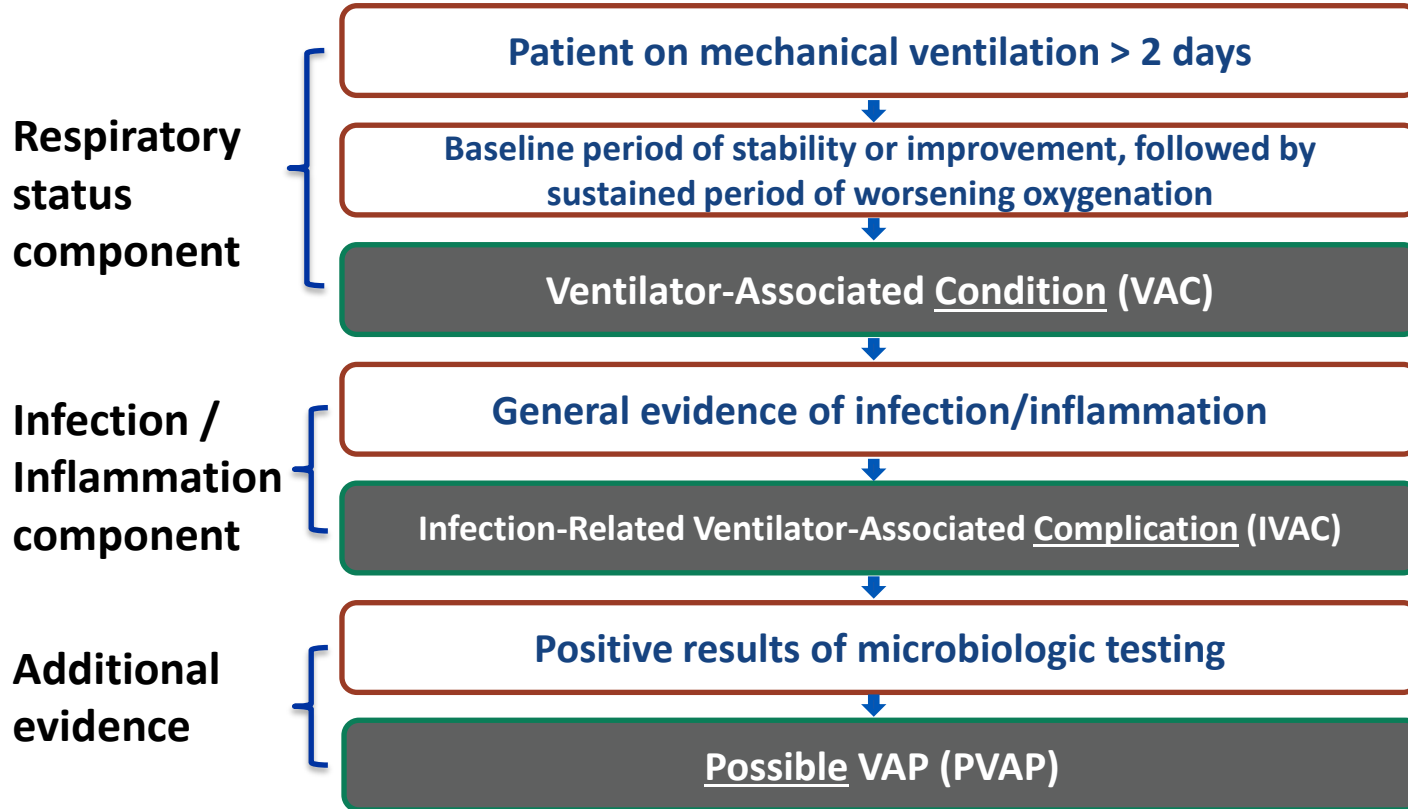 Respiratory
status
component
Patient on mechanical ventilation > 2 days
Baseline period of stability or improvement, followed by
sustained period of worsening oxygenation
Ventilator-Associated Condition (VAC)
Infection /
Inflammation
component
General evidence of infection/inflammation
Infection-Related Ventilator-Associated Complication (IVAC)
Additional
evidence
Positive results of microbiologic testing
Possible VAP (PVAP)